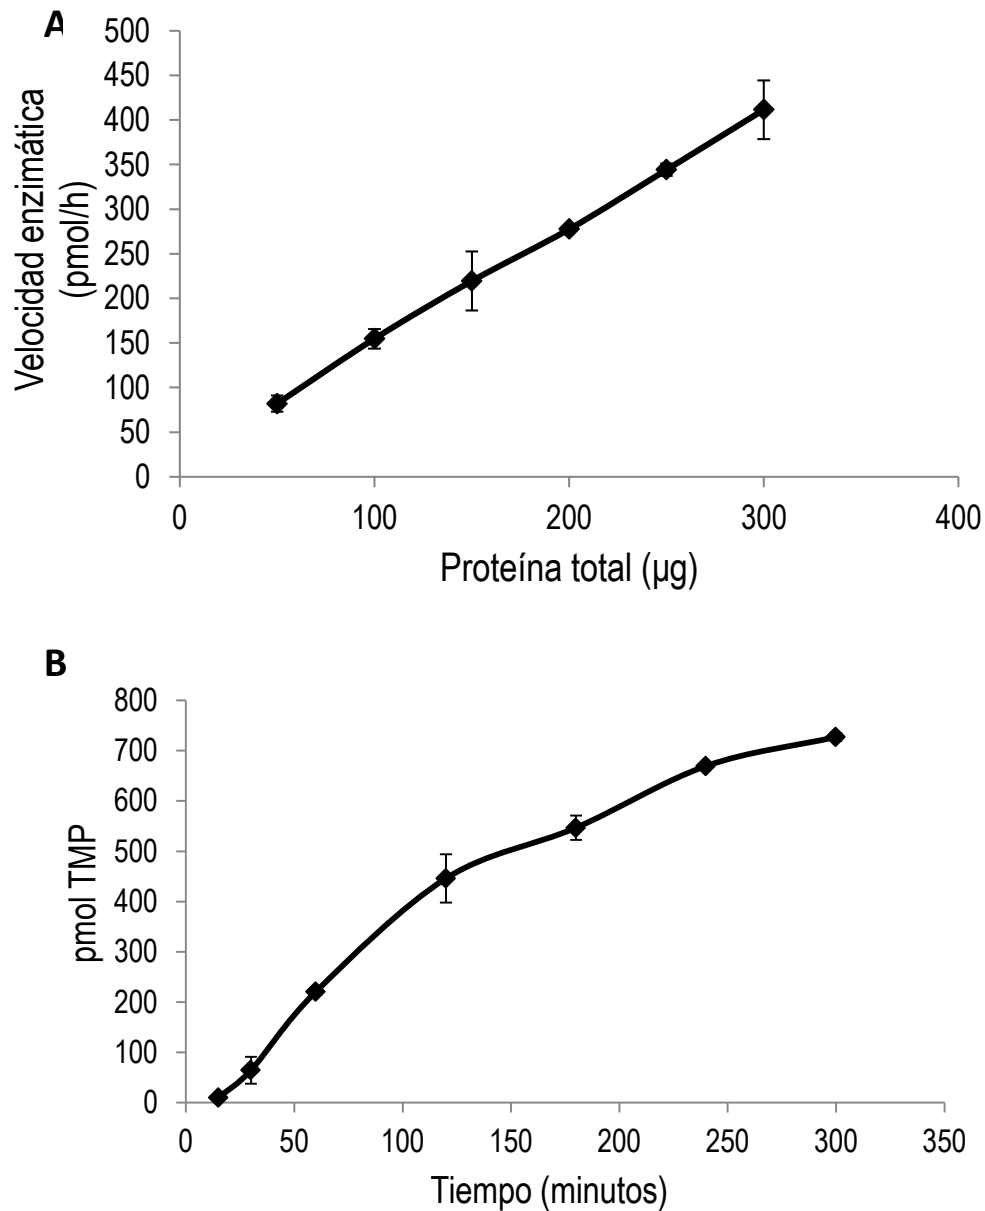 A
500
450
400
350
300
250
200
150
100
50
0
Velocidad enzimática
(pmol/h)
0 100 200 300 400
Proteína total (µg)
B
800
700
600
500
400
300
200
100
0
pmol TMP
0 50 100 150 200 250 300 350
Tiempo (minutos)